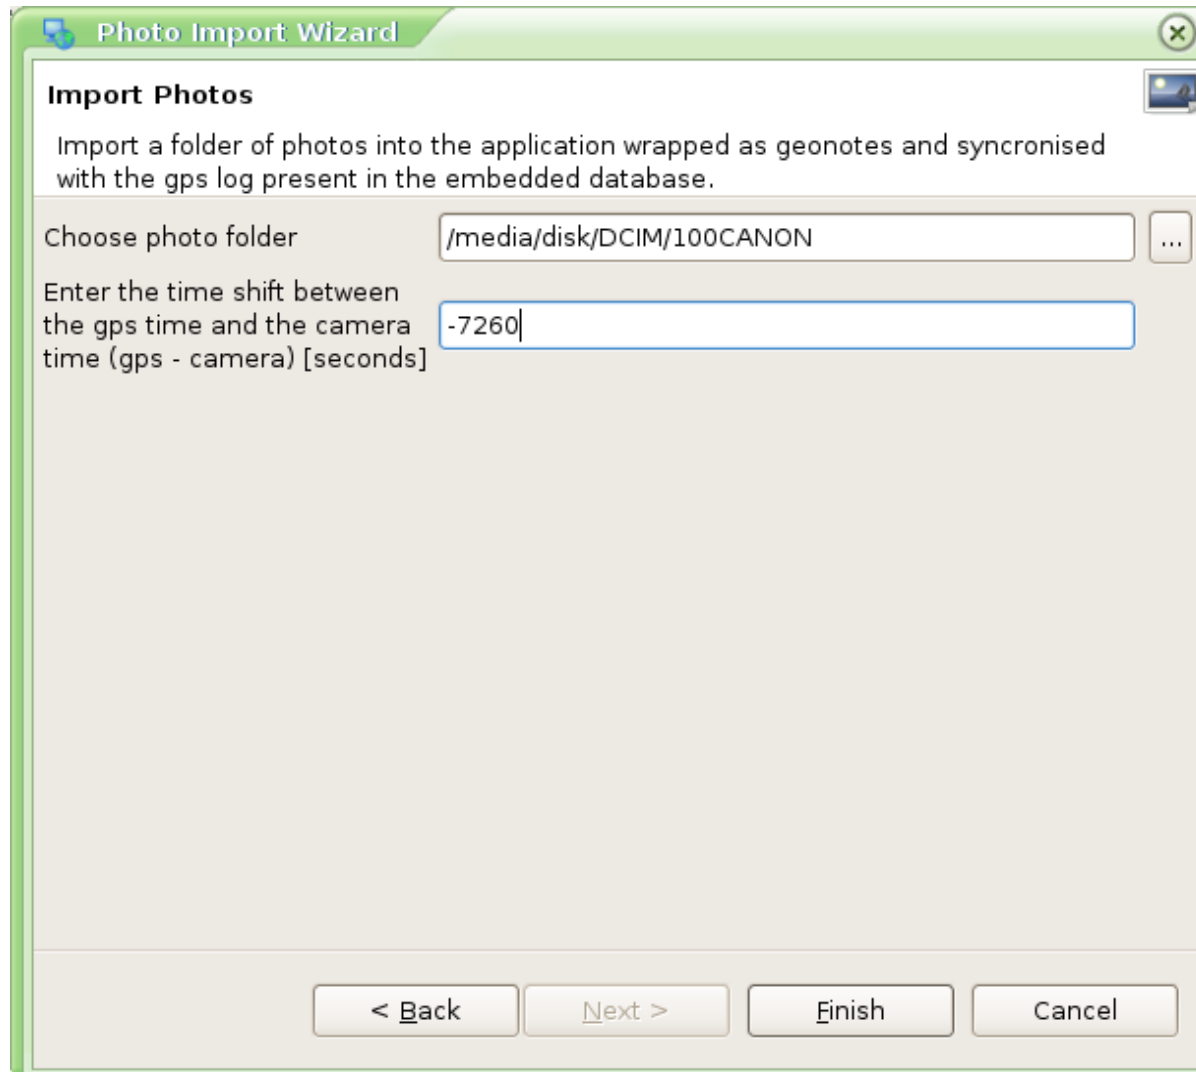 Photo Import Wizard
Import Photos
Import a folder of photos into the application wrapped as geonotes and syncronised
with the gps log present in the embedded database.
Choose photo folder
/media/disk/DCIM/100CANON
...
Enter the time shift between
the gps time and the camera
time (gps - camera) [seconds]
-7260
< Back
Next >
Finish
Cancel